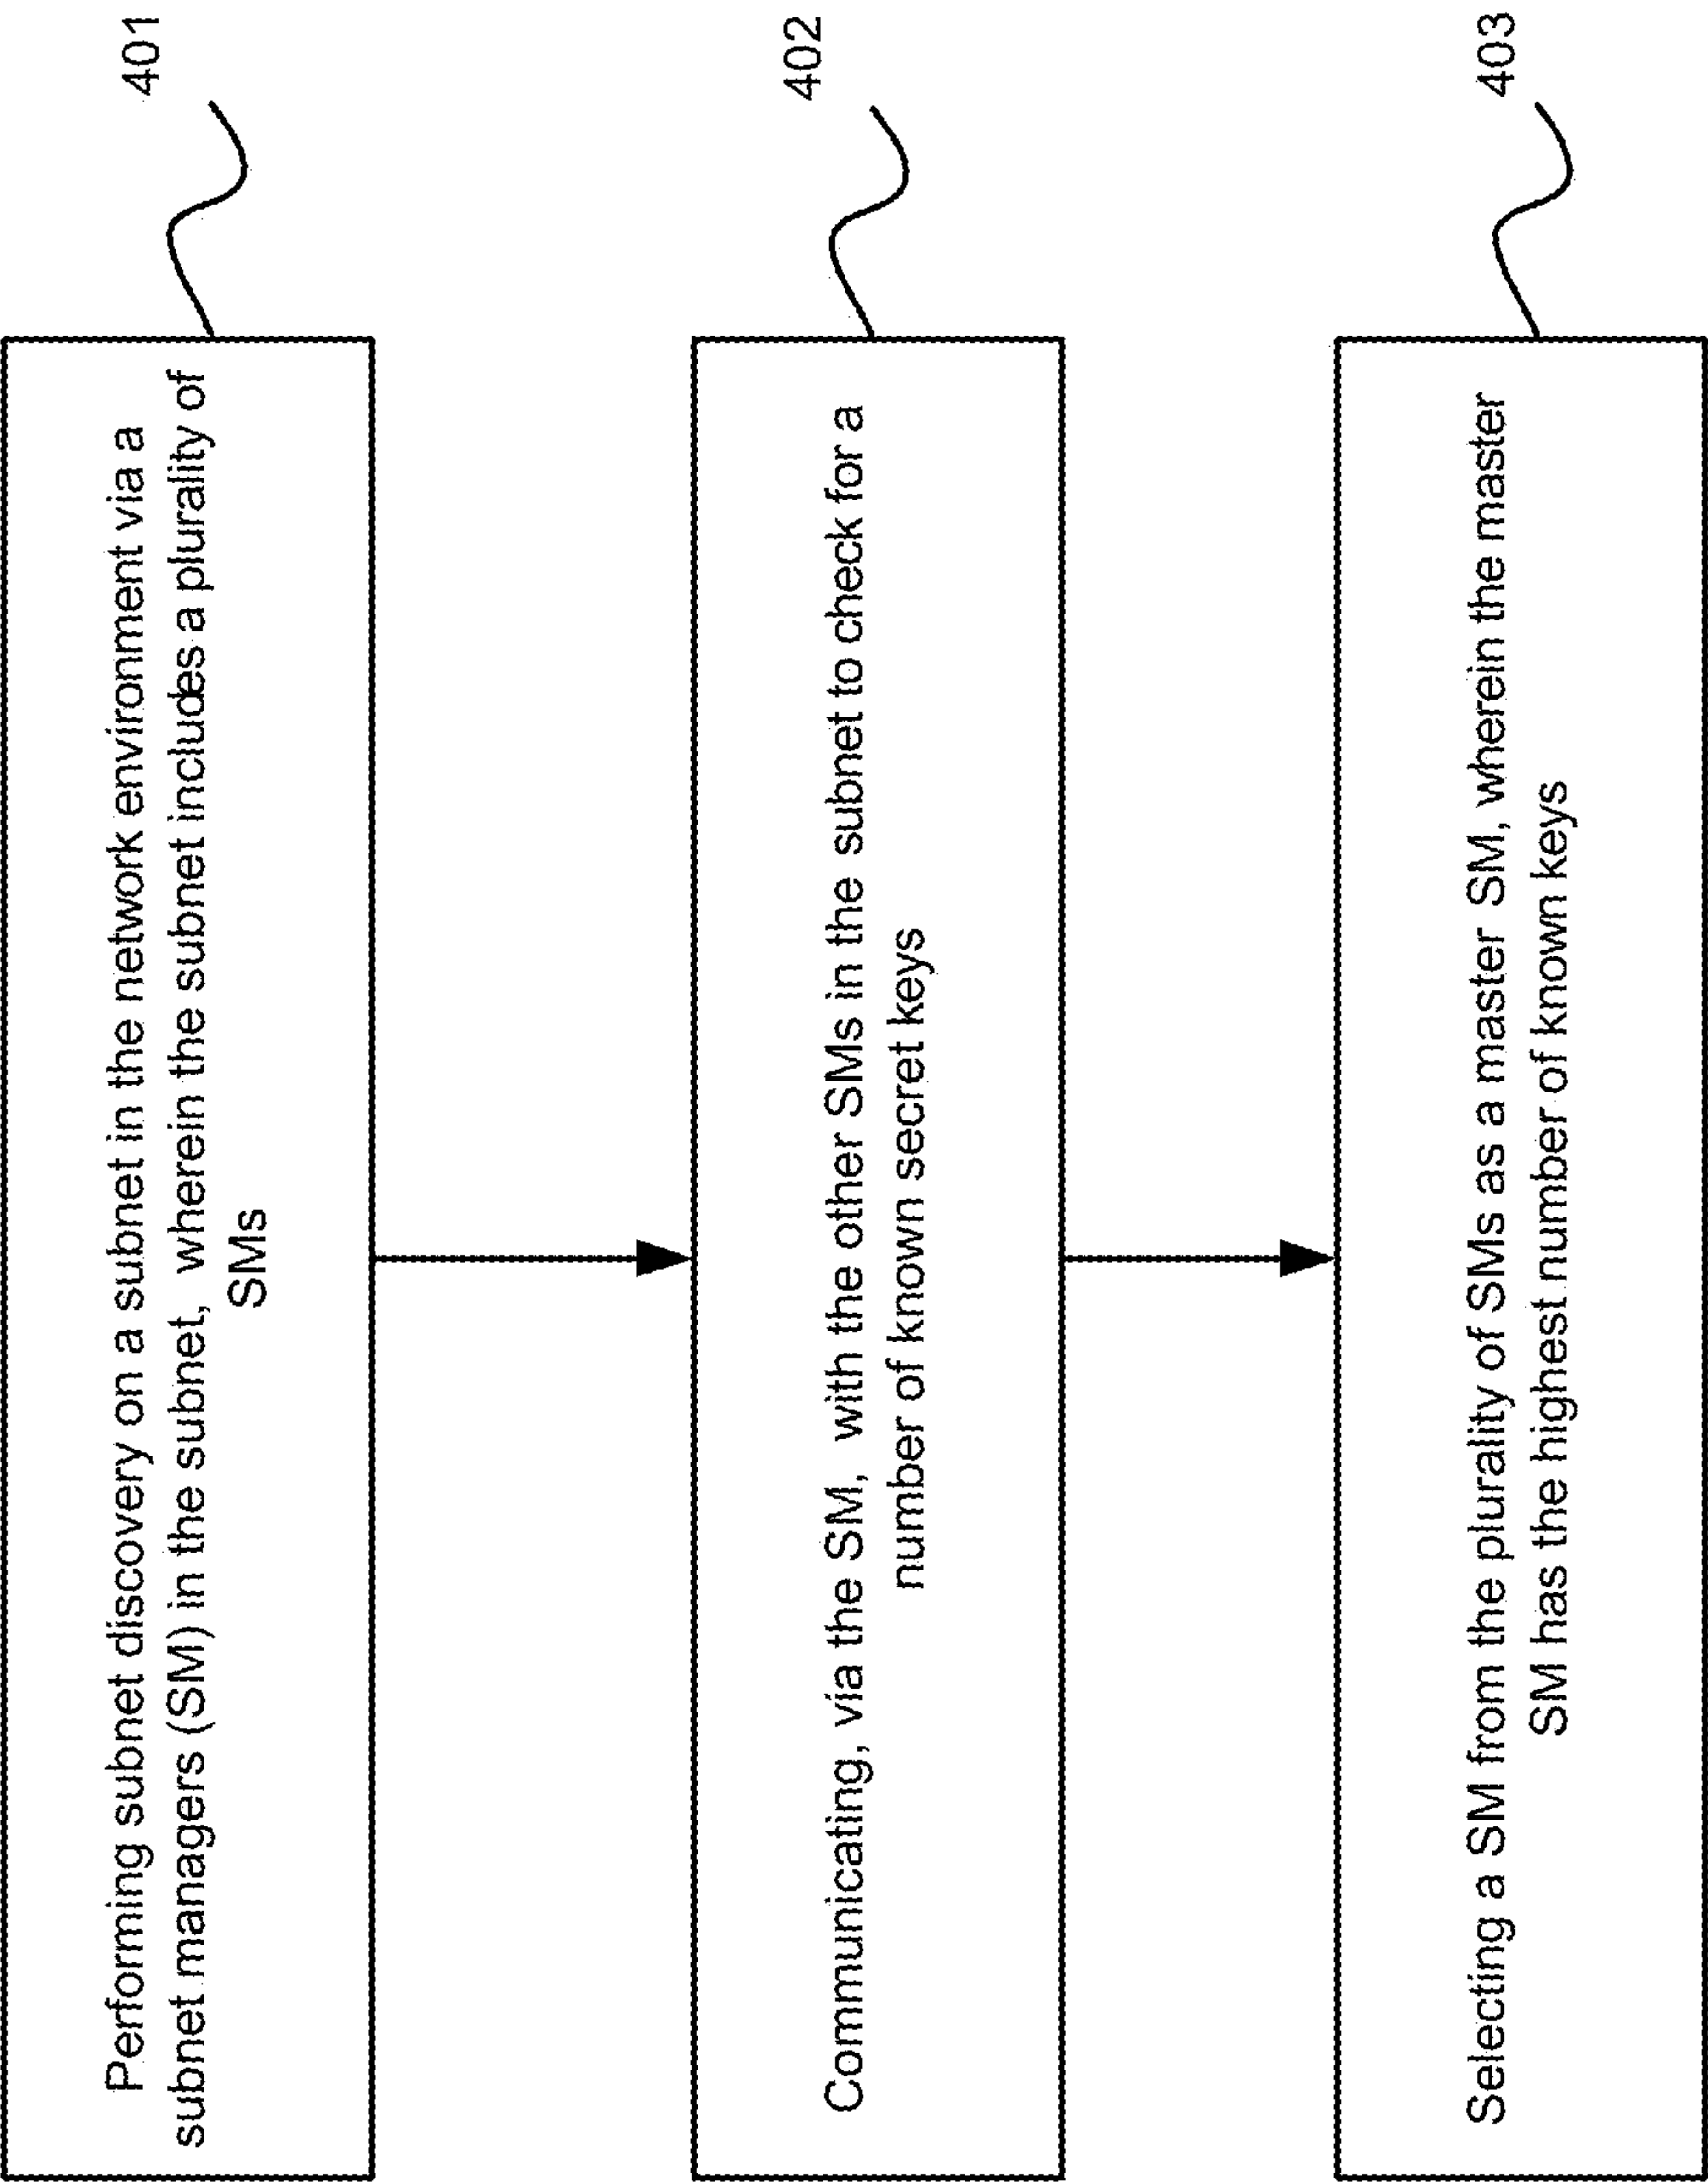 Performing subnet discovery on a subnet in the network environment via a
subnet managers (SM) in the subnet, wherein the subnet includes a plurality of
SMs
401
Communicating, via the SM, with the other SMs in the subnet to check for a
number of known secret keys
402
Selecting a SM from the plurality of SMs as a master SM, wherein the master
SM has the highest number of known keys
403